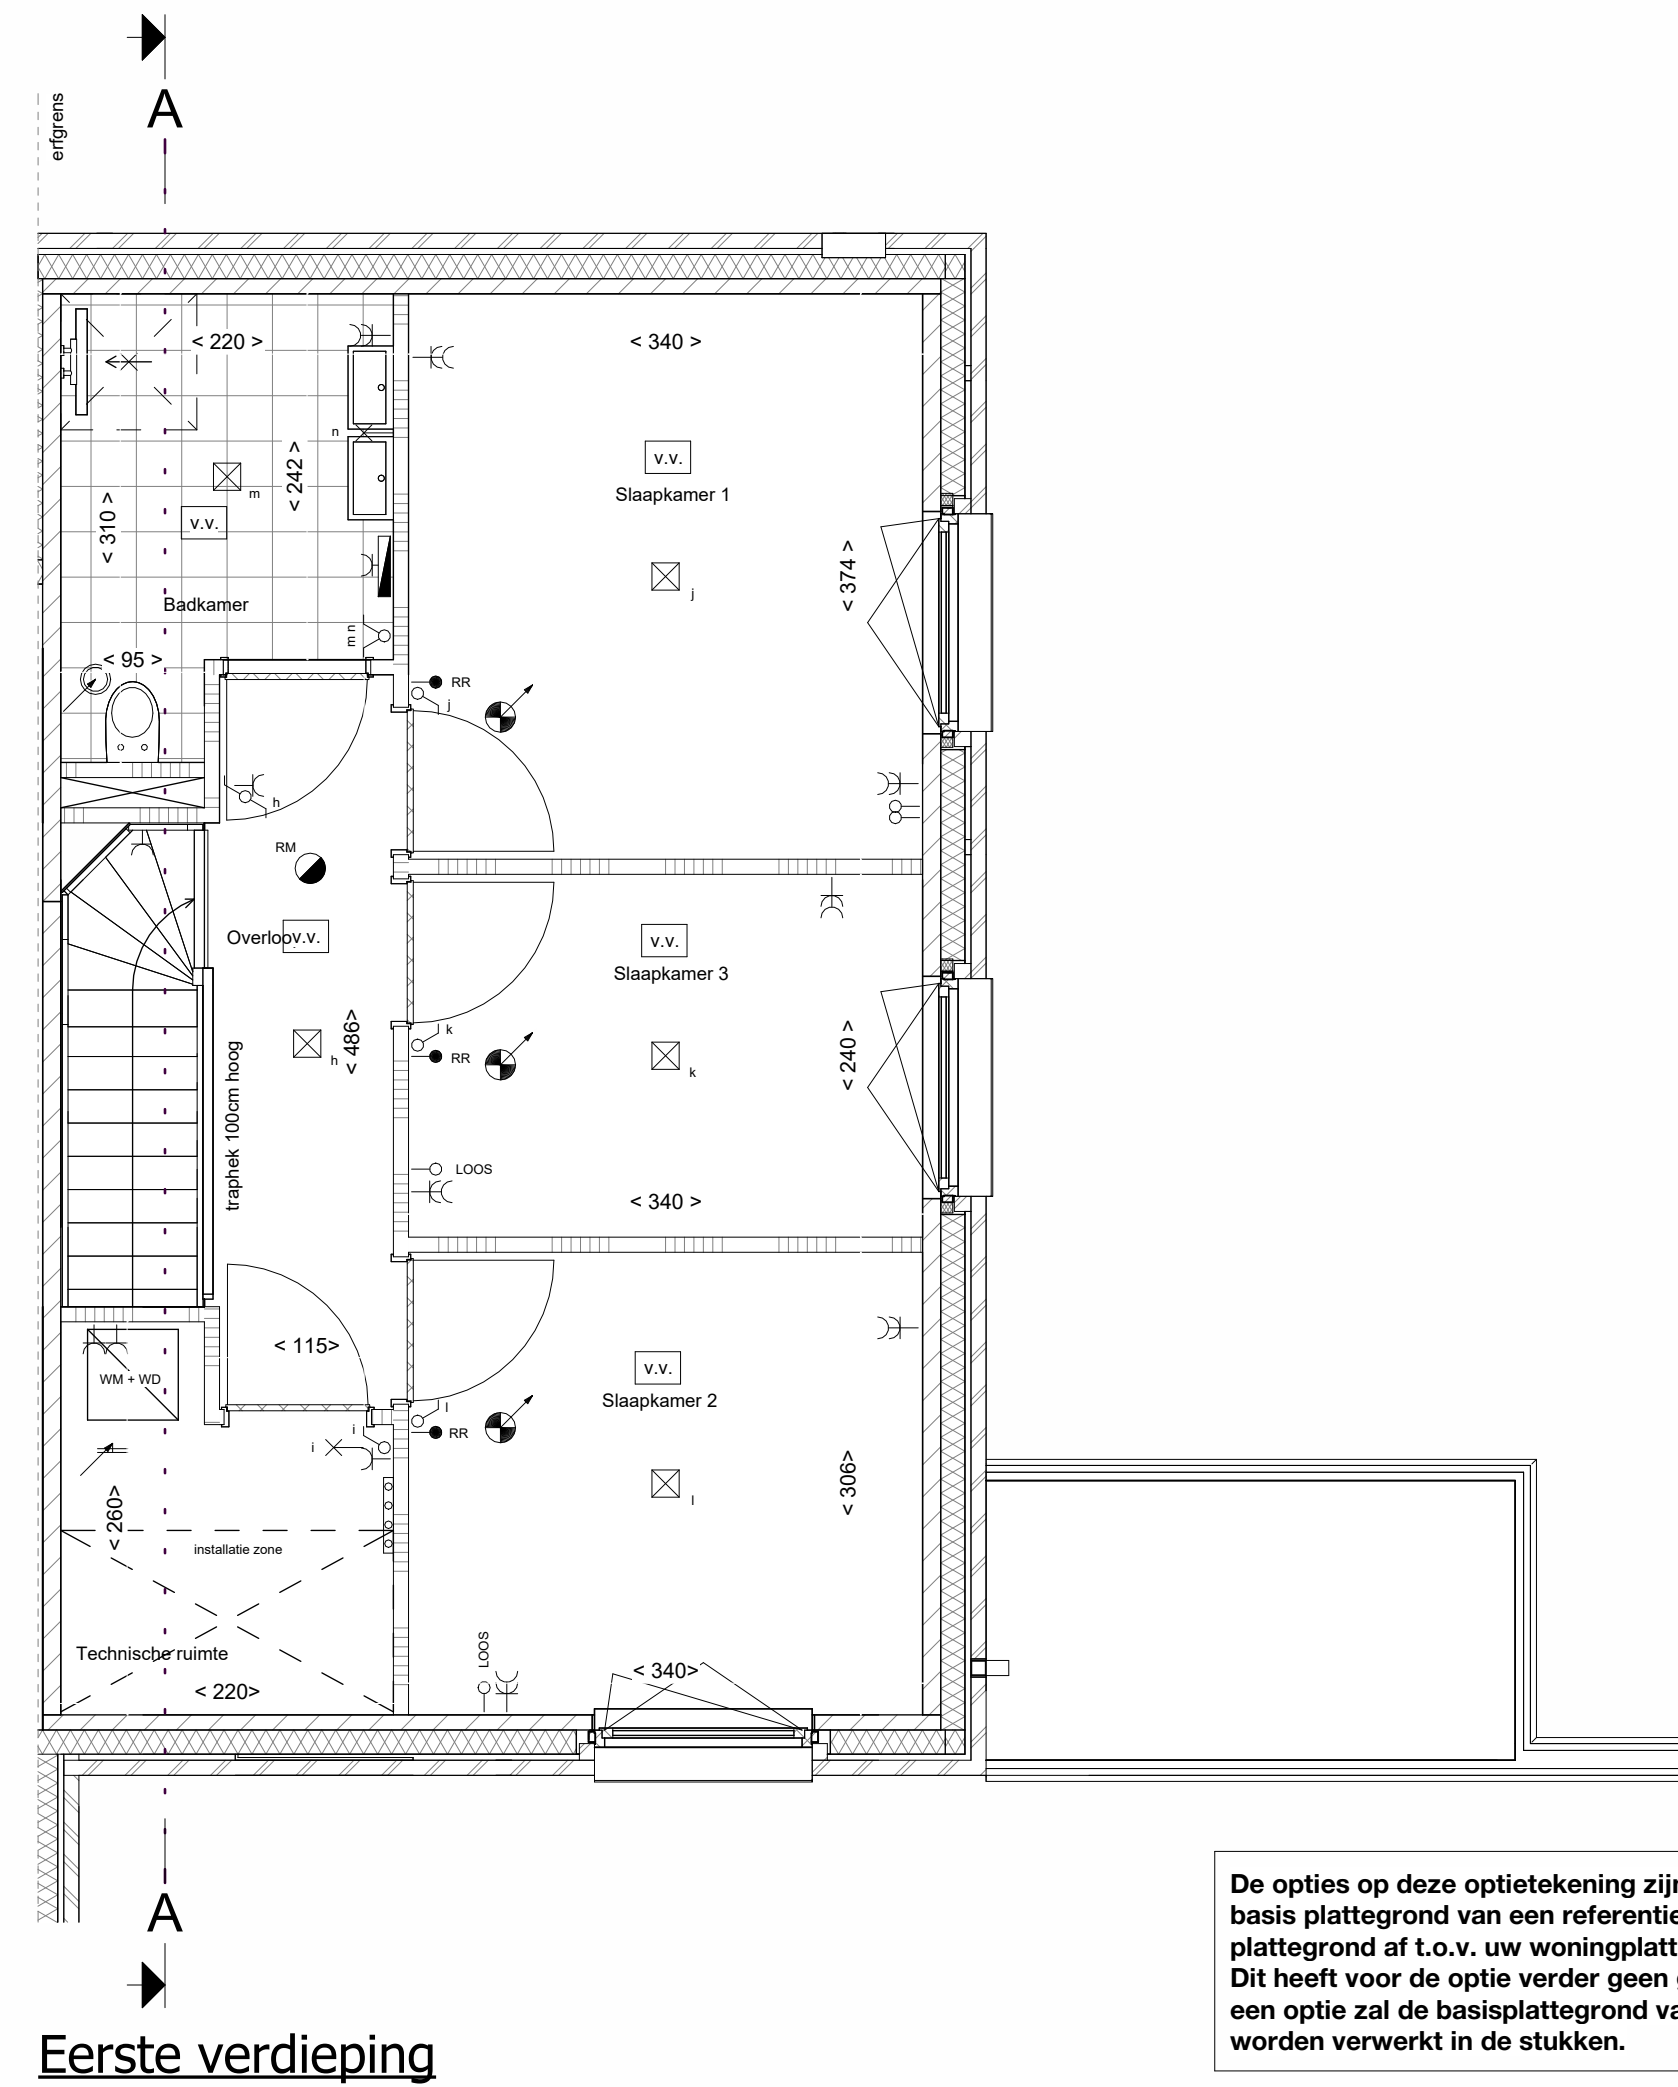 A
erfgrens
< 220 >
< 340 >
n
v.v.
< 242 >
m
Slaapkamer 1
< 310 >
v.v.
< 374 >
j
Badkamer
m n
< 95 >
RR
j
h
RM
Overloo
v.v.
v.v.
Slaapkamer 3
k
< 486>
h
RR
< 240 >
k
traphek 100cm hoog
LOOS
< 340 >
< 115>
v.v.
WM + WD
Slaapkamer 2
l
i
i
RR
< 306>
l
< 260>
installatie zone
Technische ruimte
LOOS
< 340>
< 220>
A
De opties op deze optietekening zijn
basis plattegrond van een referentie
plattegrond af t.o.v. uw woningplatt
Dit heeft voor de optie verder geen
een optie zal de basisplattegrond va
worden verwerkt in de stukken.
Eerste verdieping